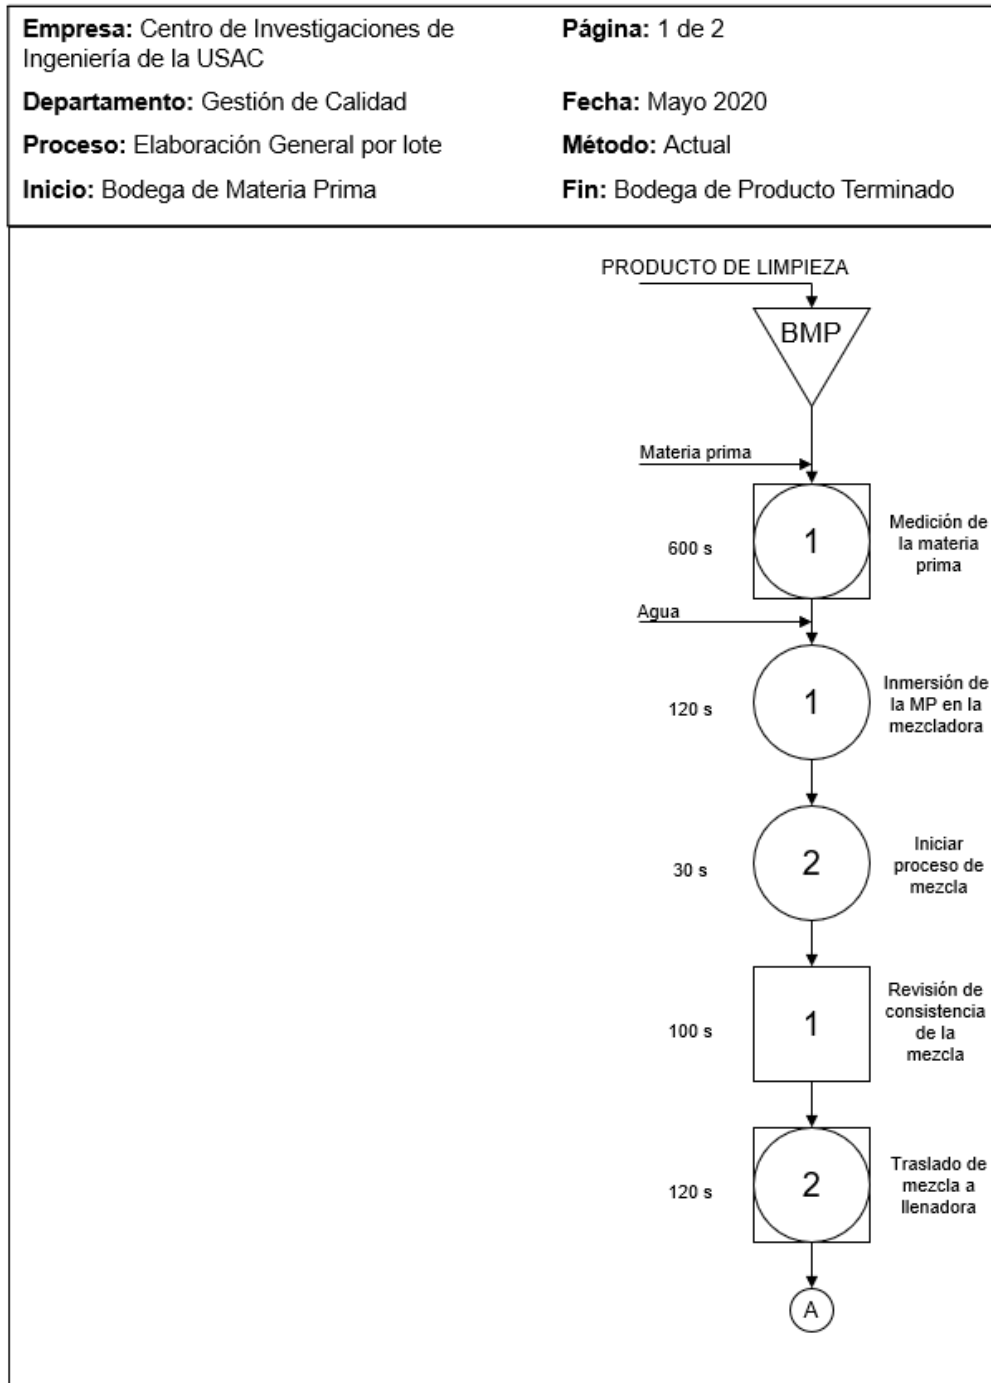 Empresa: Centro de Investigaciones de
Ingeniería de la USAC
Página: 1 de 2
Departamento: Gestión de Calidad
Fecha: Mayo 2020
Proceso: Elaboración General por lote
Método: Actual
Inicio: Bodega de Materia Prima
Fin: Bodega de Producto Terminado
PRODUCTO DE LIMPIEZA
BMP
Materia prima
600 s
1
Medición de
la materia
prima
Agua
120 s
1
Inmersión de
la MP en la
mezcladora
30 s
2
Iniciar
proceso de
mezcla
100 s
1
Revisión de
consistencia
de la
mezcla
120 s
2
Traslado de
mezcla a
llenadora
A